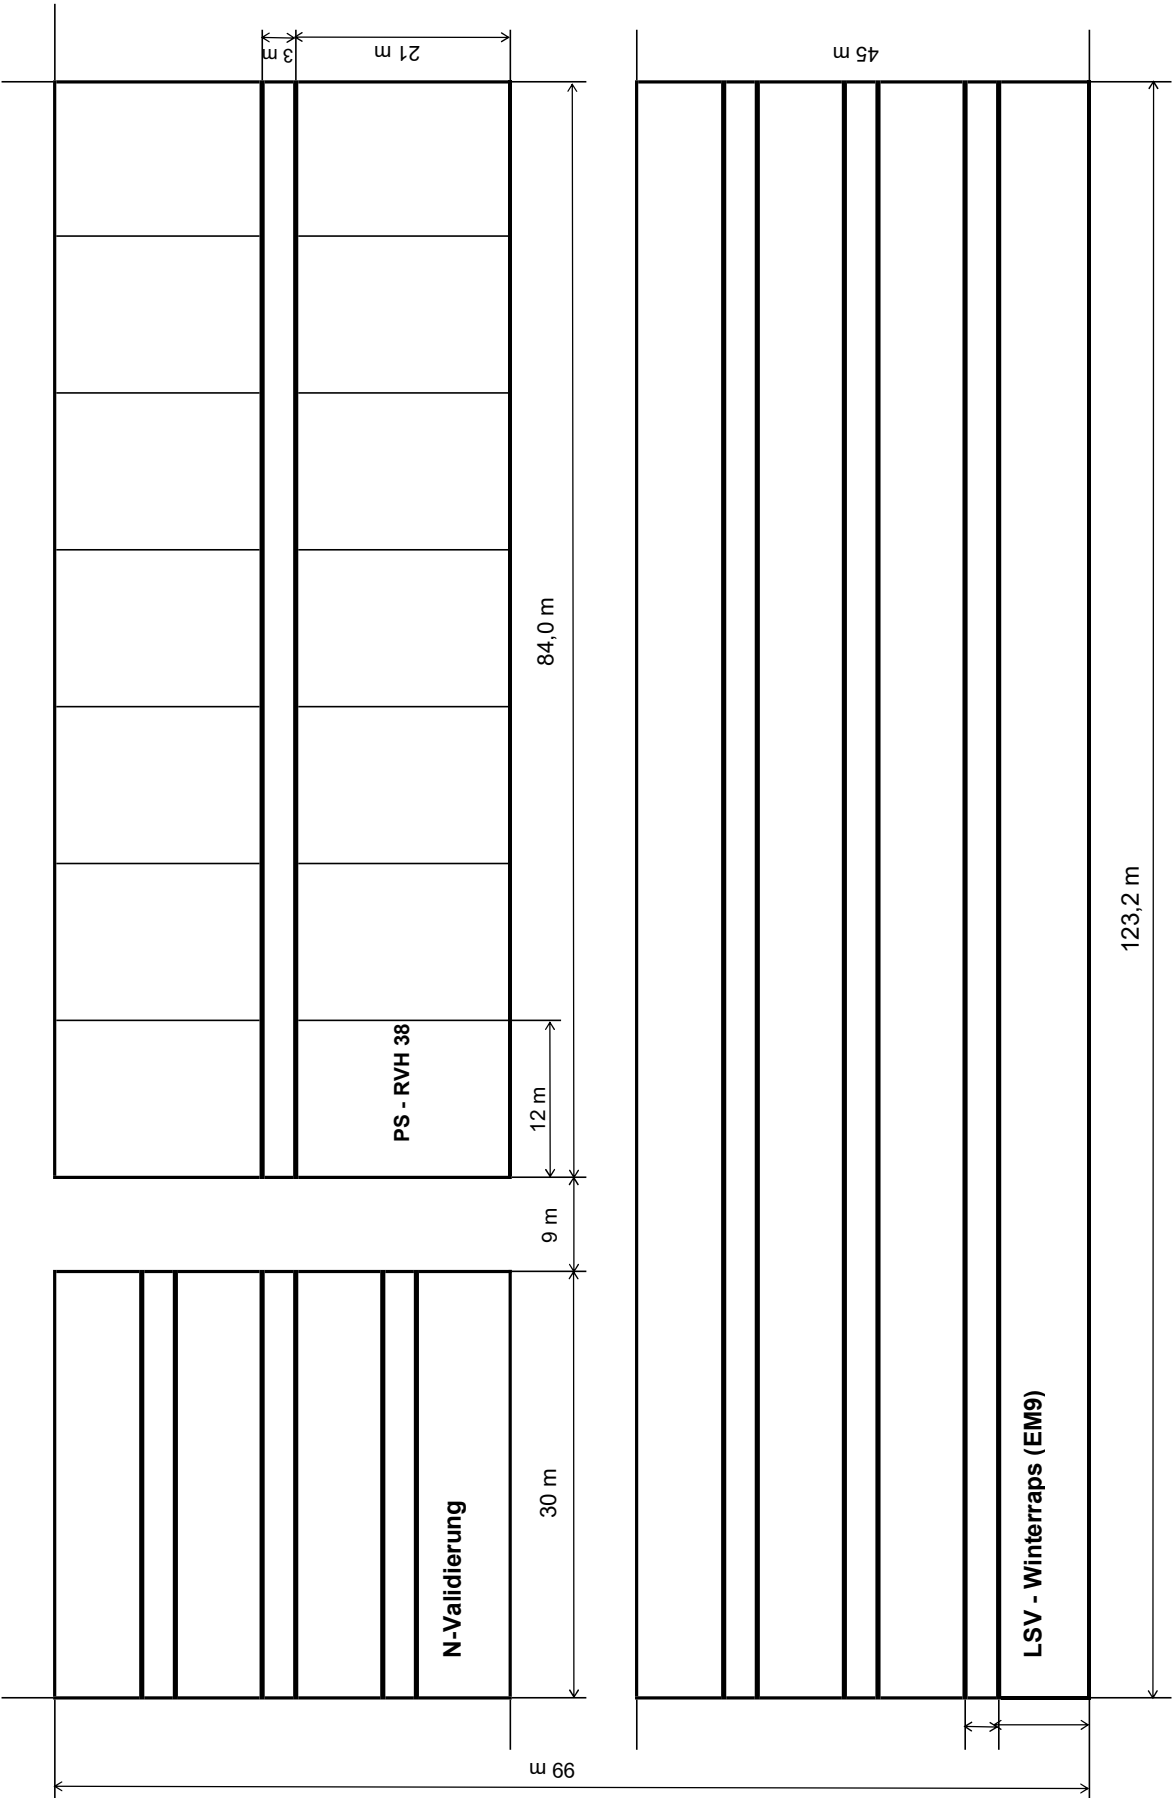 3 m
21 m
45 m
84,0 m
123,2 m
PS - RVH 38
12 m
9 m
30 m
N-Validierung
LSV - Winterraps (EM9)
99 m